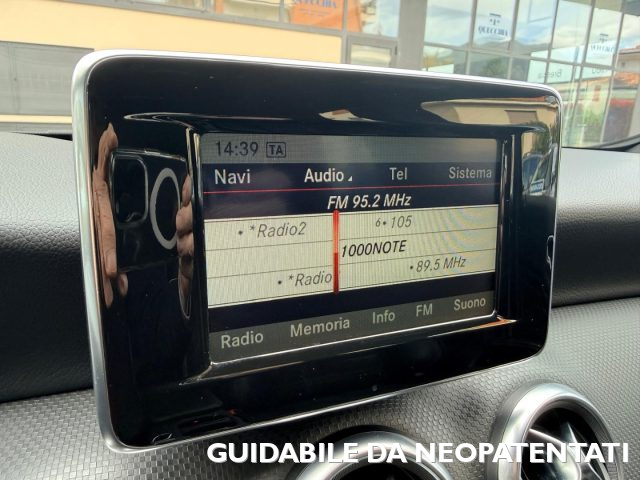 14:39 TA
Navi Audio Tel Sistema
FM 95.2 MHz
*Radio2 6 105
1000NOTE
*Radio 89.5 MHz
Radio Memoria Info FM Suono
GUIDABILE DA NEOPATENTATI